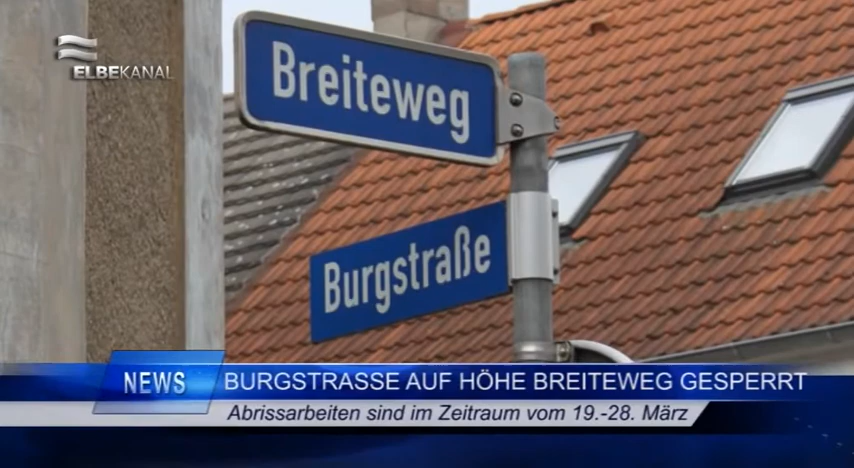 ELBEKANAL
Breiteweg
Burgstraße
NEWS
BURGSTRASSE AUF HÖHE BREITEWEG GESPERRT
Abrissarbeiten sind im Zeitraum vom 19.-28. März